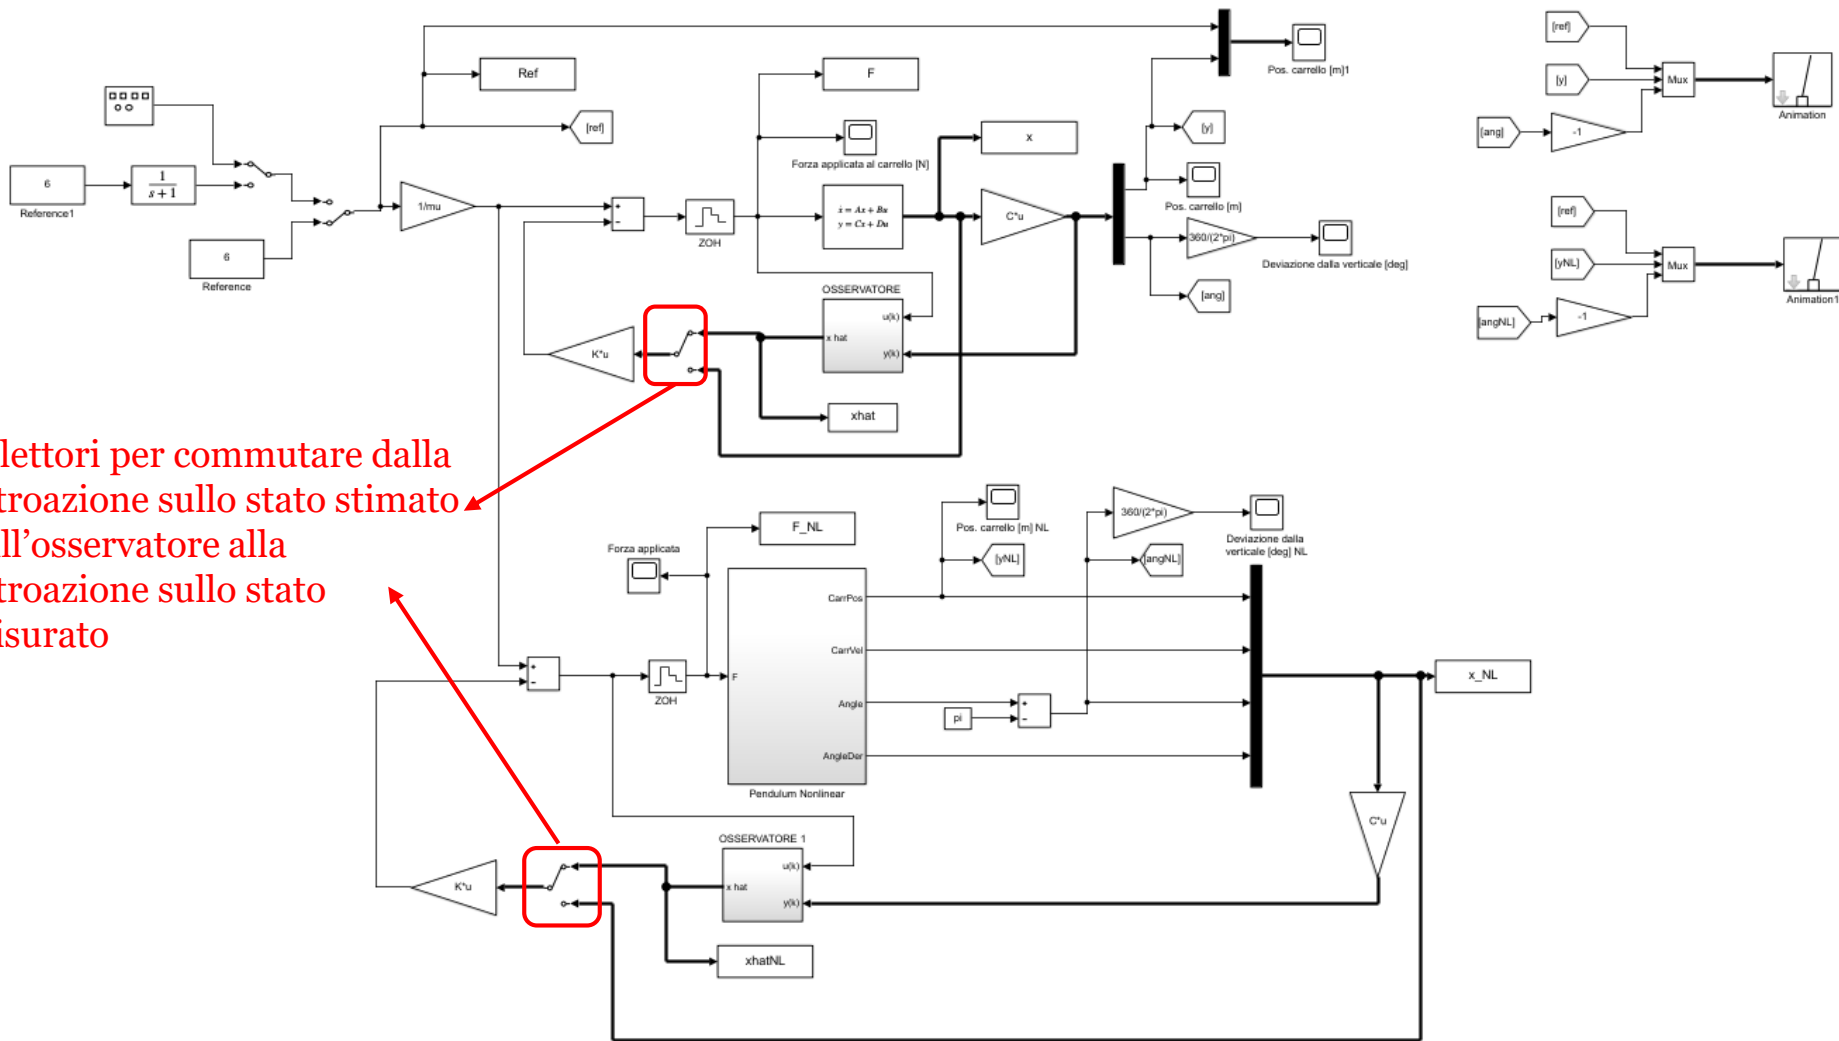 [ref]
Pos. carrello [m]1
Ref
F
[y]
Mux
Animation
[ref]
[y]
[ang]
-1
Forza applicata al carrello [N]
x
6
Reference1
1
s + 1
1/mu
+
−
ZOH
ẋ = Ax + Bu
y = Cx + Du
C*u
Pos. carrello [m]
360/(2*pi)
Deviazione dalla verticale [deg]
[ref]
[yNL]
Mux
Animation1
6
Reference
[ang]
[angNL]
-1
OSSERVATORE
u(k)
x hat
y(k)
K*u
xhat
lettori per commutare dalla
troazione sullo stato stimato
ll’osservatore alla
troazione sullo stato
isurato
F_NL
Pos. carrello [m] NL
360/(2*pi)
Deviazione dalla
verticale [deg] NL
Forza applicata
[yNL]
[angNL]
CarrPos
CarrVel
+
−
ZOH
F
Angle
pi
+
−
x_NL
AngleDer
Pendulum Nonlinear
C*u
OSSERVATORE 1
u(k)
x hat
y(k)
K*u
xhatNL